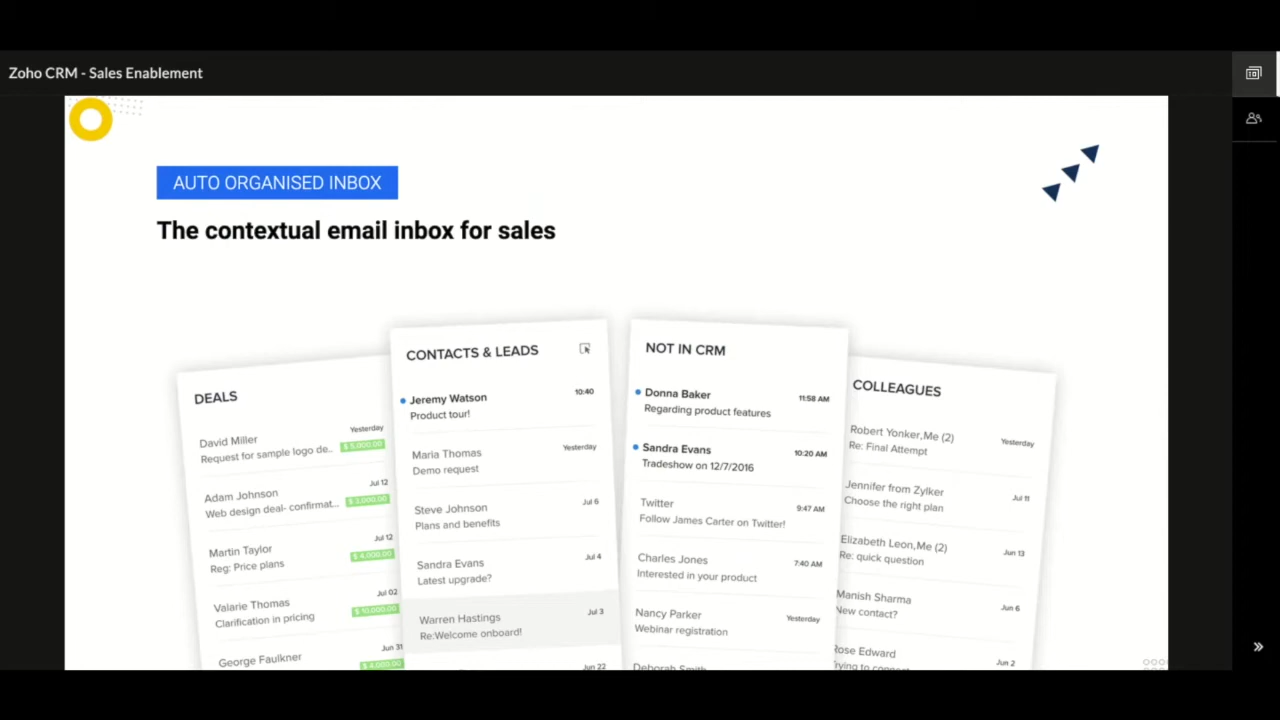 Zoho CRM - Sales Enablement
AUTO ORGANISED INBOX
The contextual email inbox for sales
DEALS
David Miller
Yesterday
Request for sample logo de..
$ 5,000.00
Adam Johnson
Jul 12
Web design deal- confirmat...
$ 3,000.00
Martin Taylor
Jul 12
Reg: Price plans
$ 4,000.00
Valarie Thomas
Jul 02
Clarification in pricing
$ 10,000.00
George Faulkner
Jun 31
$ 4,000.00
CONTACTS & LEADS
Jeremy Watson
10:40
Product tour!
Maria Thomas
Yesterday
Demo request
Steve Johnson
Jul 6
Plans and benefits
Sandra Evans
Jul 4
Latest upgrade?
Warren Hastings
Jul 3
Re:Welcome onboard!
Jun 22
NOT IN CRM
Donna Baker
11:58 AM
Regarding product features
Sandra Evans
10:20 AM
Tradeshow on 12/7/2016
Twitter
9:47 AM
Follow James Carter on Twitter!
Charles Jones
7:40 AM
Interested in your product
Nancy Parker
Yesterday
Webinar registration
Deborah Smith
COLLEAGUES
Robert Yonker,Me (2)
Yesterday
Re: Final Attempt
Jennifer from Zylker
Jul 11
Choose the right plan
Elizabeth Leon,Me (2)
Jun 13
Re: quick question
Manish Sharma
Jun 6
New contact?
Rose Edward
Jun 2
Trying to